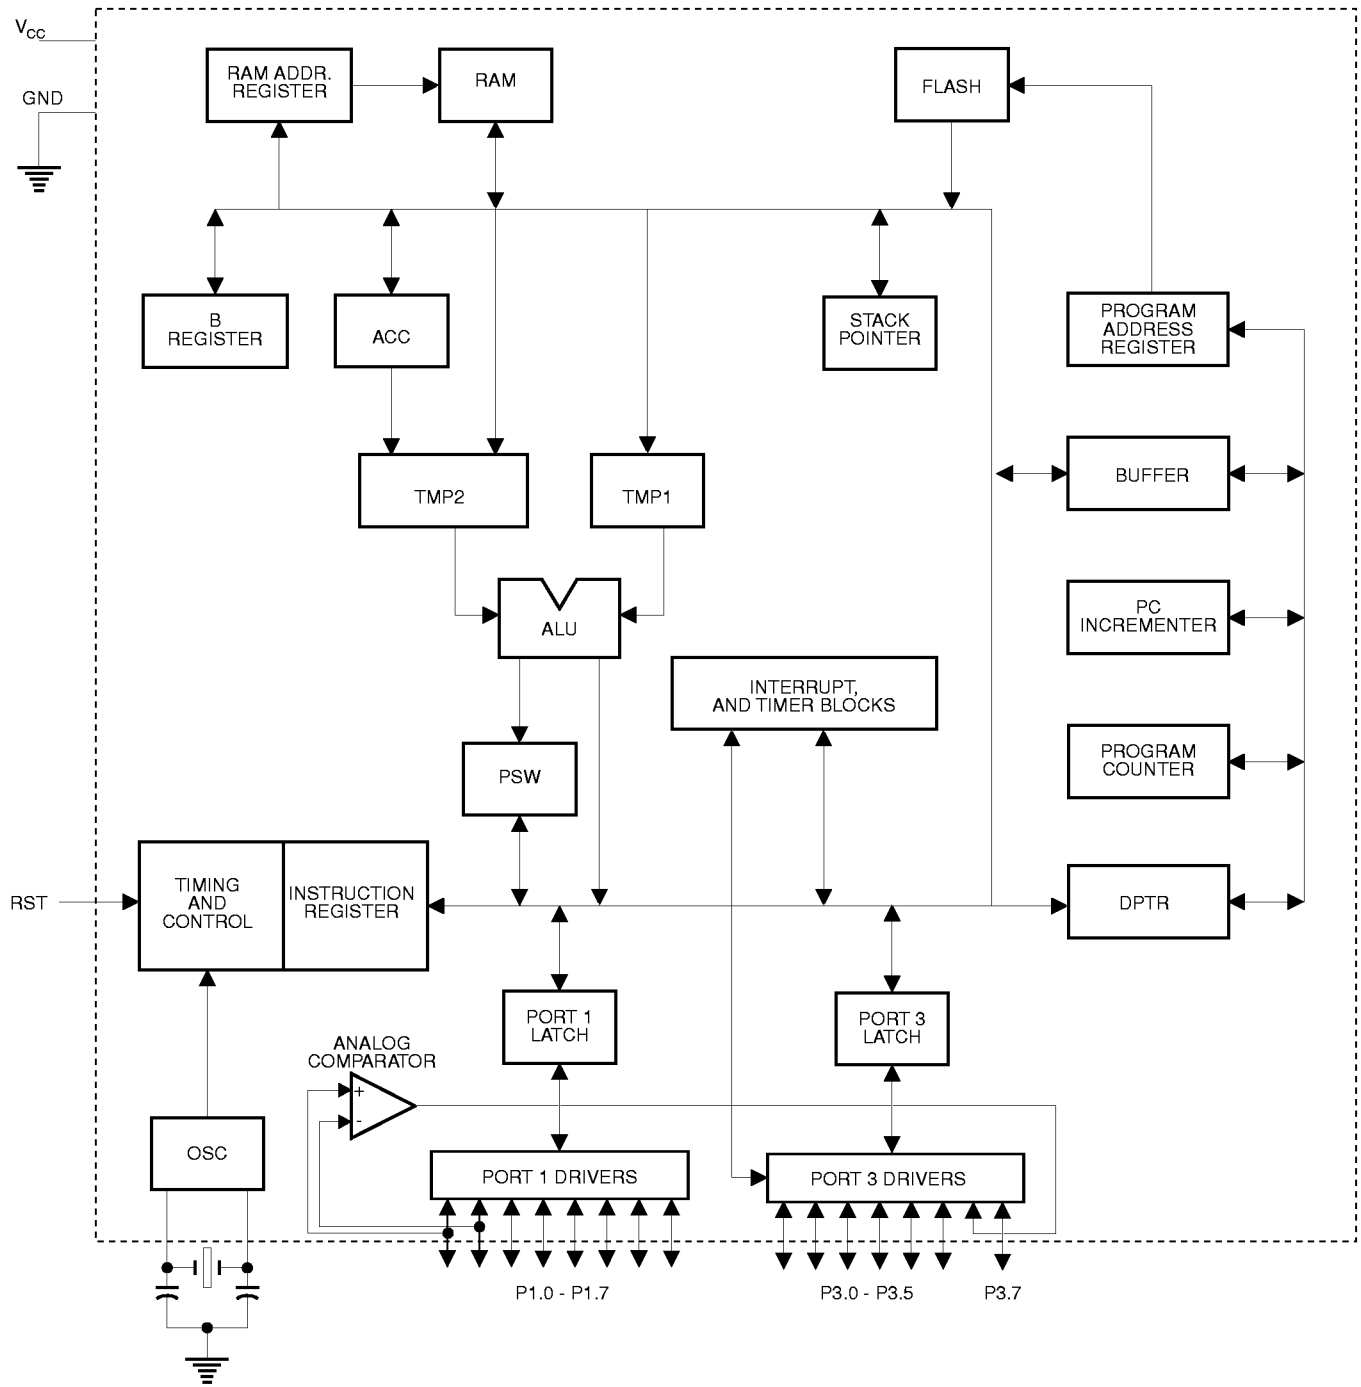 VCC
GND
RAM ADDR.
REGISTER
RAM
FLASH
B
REGISTER
ACC
STACK
POINTER
PROGRAM
ADDRESS
REGISTER
TMP2
TMP1
BUFFER
ALU
PC
INCREMENTER
INTERRUPT,
AND TIMER BLOCKS
PSW
PROGRAM
COUNTER
RST
TIMING
AND
CONTROL
INSTRUCTION
REGISTER
DPTR
PORT 1
LATCH
PORT 3
LATCH
ANALOG
COMPARATOR
+
-
OSC
PORT 1 DRIVERS
PORT 3 DRIVERS
P1.0 - P1.7
P3.0 - P3.5
P3.7